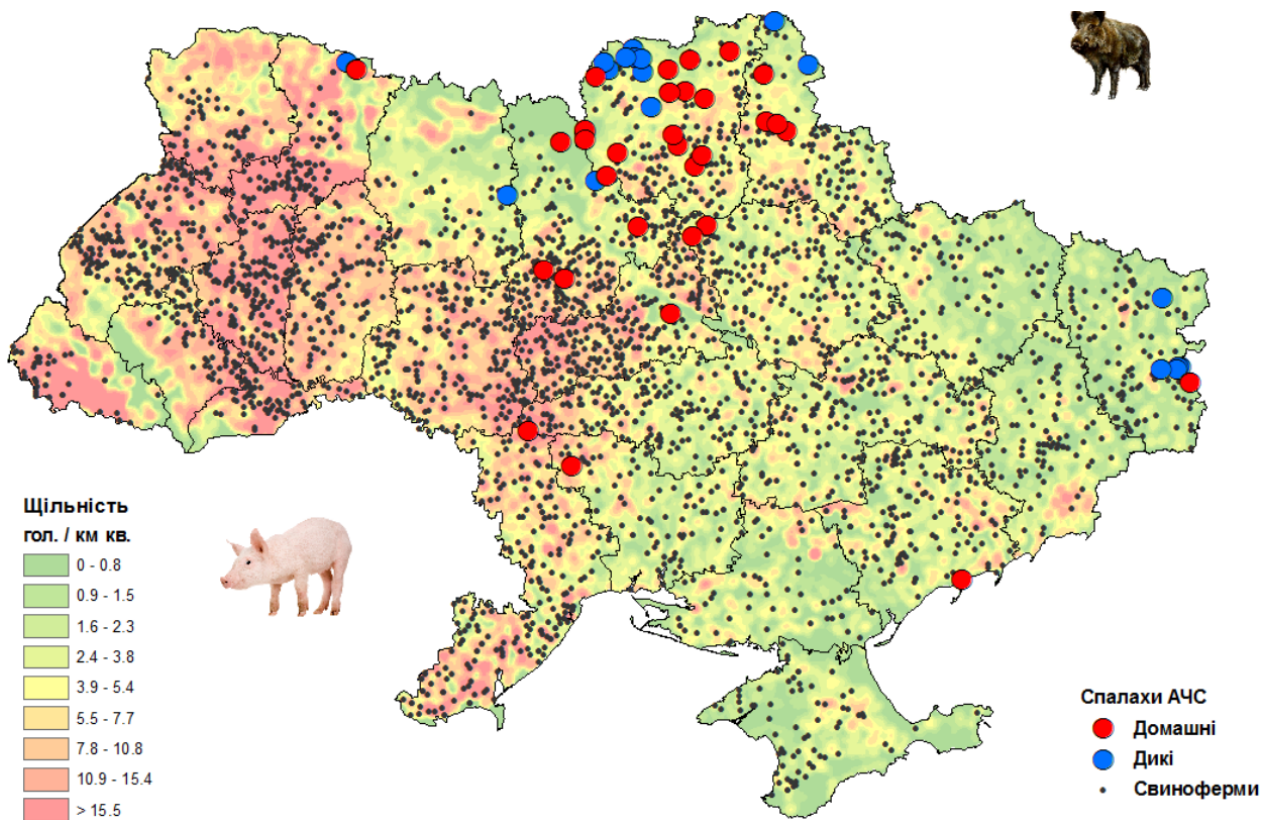 Щільність
гол. / км кв.
0 - 0.8
0.9 - 1.5
1.6 - 2.3
2.4 - 3.8
3.9 - 5.4
5.5 - 7.7
7.8 - 10.8
10.9 - 15.4
> 15.5
Спалахи АЧС
Домашні
Дикі
Свиноферми